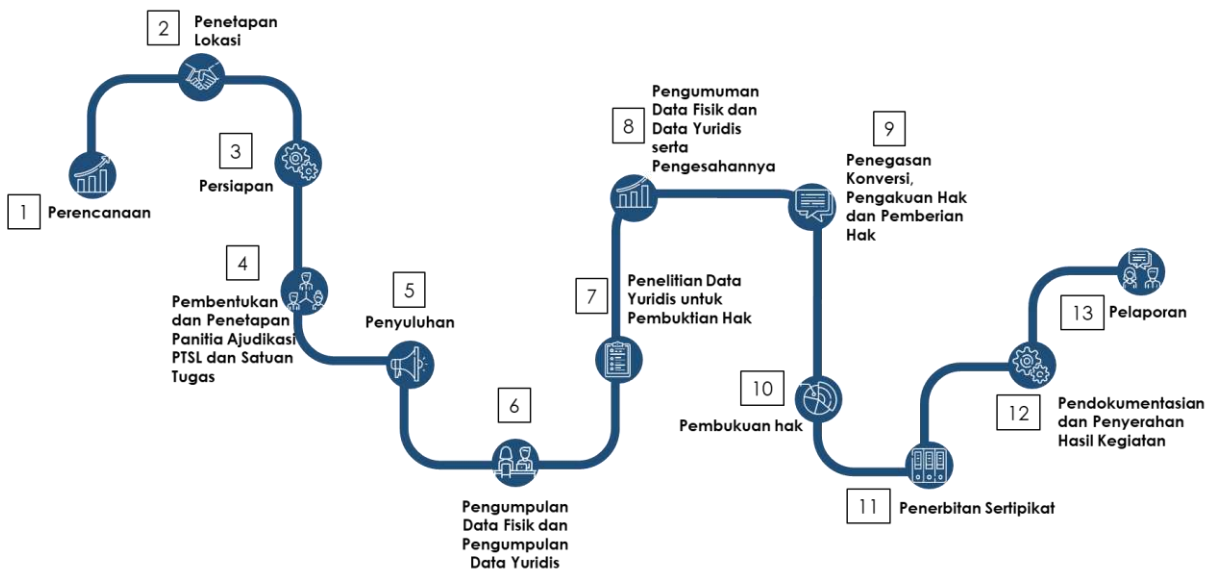 1
Perencanaan
2
Penetapan
Lokasi
3
Persiapan
4
Pembentukan
dan Penetapan
Panitia Ajudikasi
PTSL dan Satuan
Tugas
5
Penyuluhan
6
Pengumpulan
Data Fisik dan
Pengumpulan
Data Yuridis
7
Penelitian Data
Yuridis untuk
Pembuktian Hak
8
Pengumuman
Data Fisik dan
Data Yuridis
serta
Pengesahannya
9
Penegasan
Konversi,
Pengakuan Hak
dan Pemberian
Hak
10
Pembukuan hak
11
Penerbitan Sertipikat
12
Pendokumentasian
dan Penyerahan
Hasil Kegiatan
13
Pelaporan